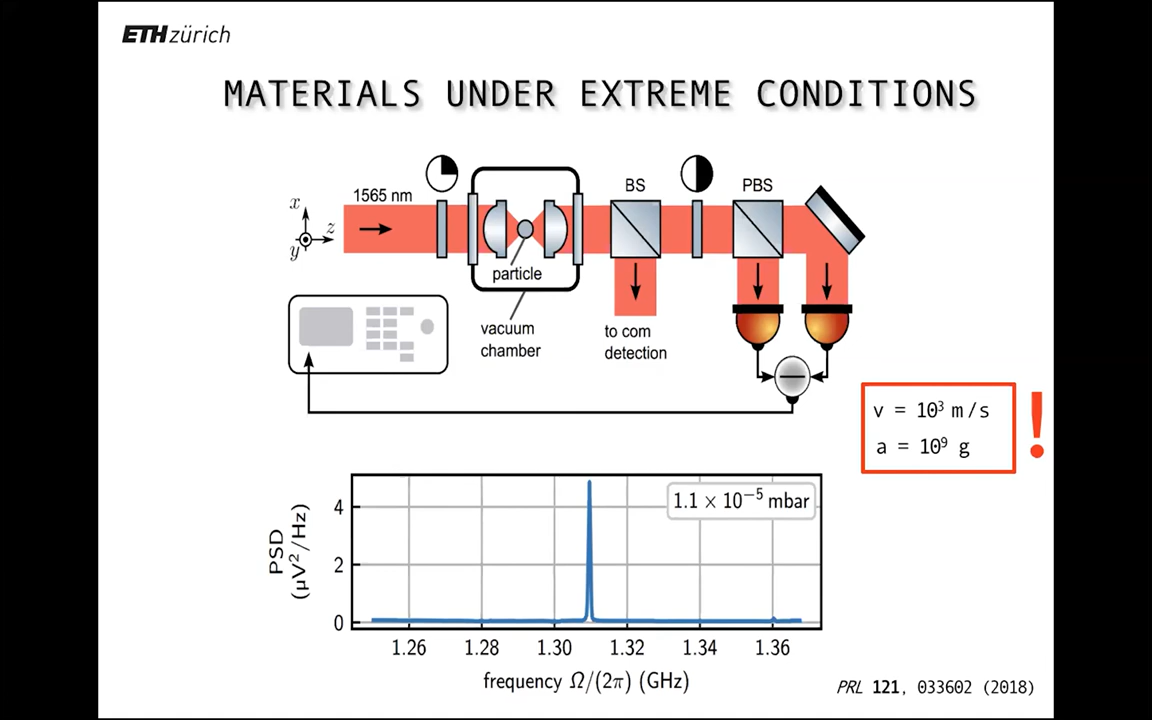 ETH zürich
MATERIALS UNDER EXTREME CONDITIONS
1565 nm
BS
PBS
x
z
y
particle
vacuum
chamber
to com
detection
v = 10³ m/s
a = 10⁹ g
!
1.1 × 10⁻⁵ mbar
PSD
(μV²/Hz)
4
2
0
1.26 1.28 1.30 1.32 1.34 1.36
frequency Ω/(2π) (GHz)
PRL 121, 033602 (2018)